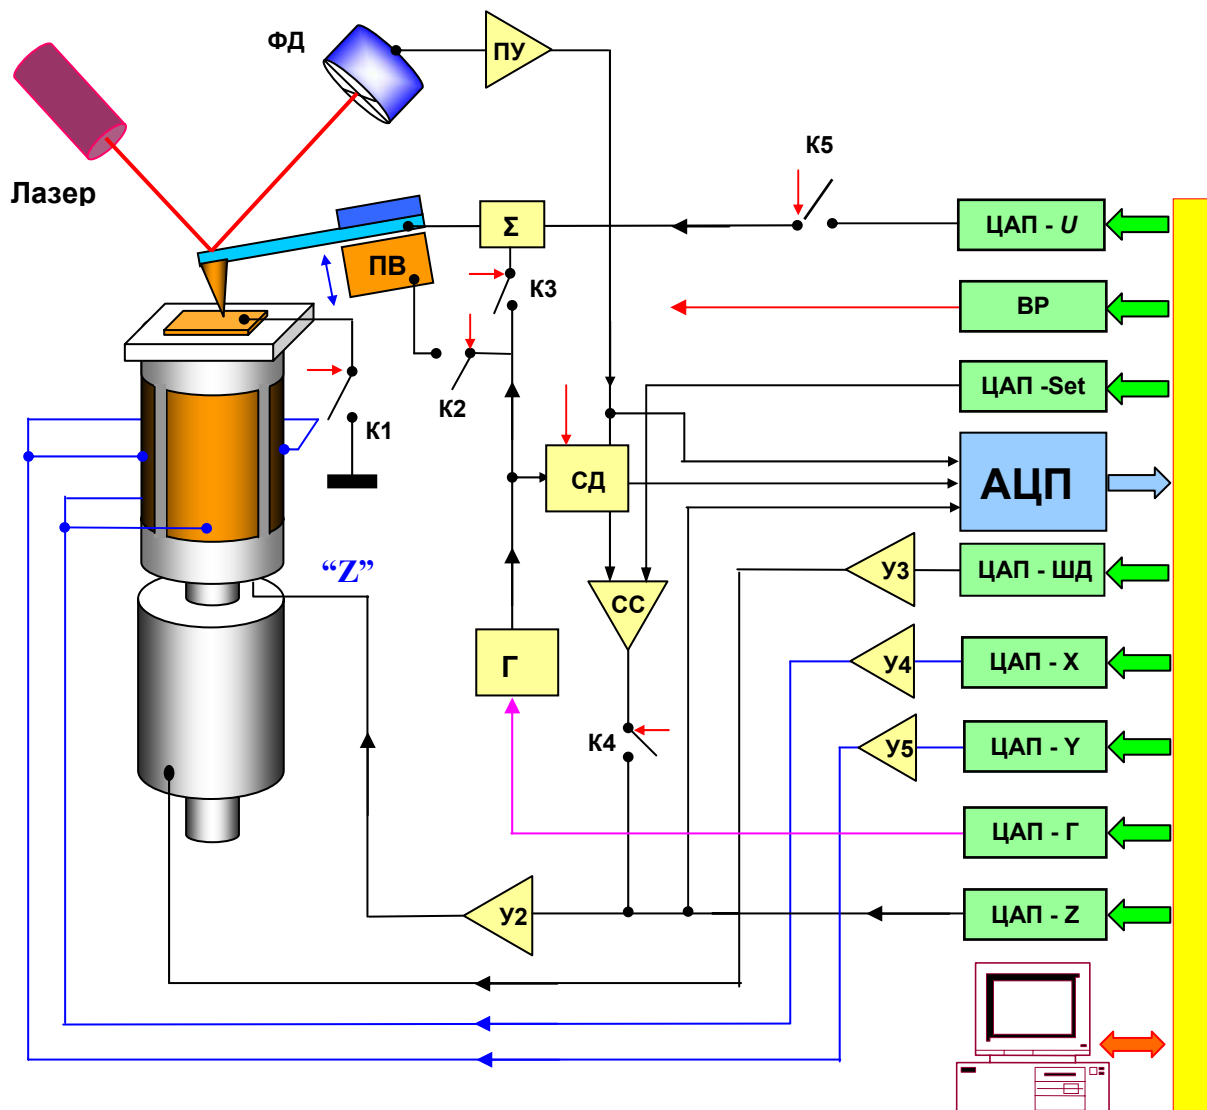 ФД
ПУ
К5
Лазер
Σ
ЦАП - U
ПВ
К3
ВР
К2
ЦАП -Set
К1
СД
АЦП
“Z”
СС
У3
ЦАП - ШД
Г
У4
ЦАП - X
К4
У5
ЦАП - Y
ЦАП - Г
У2
ЦАП - Z